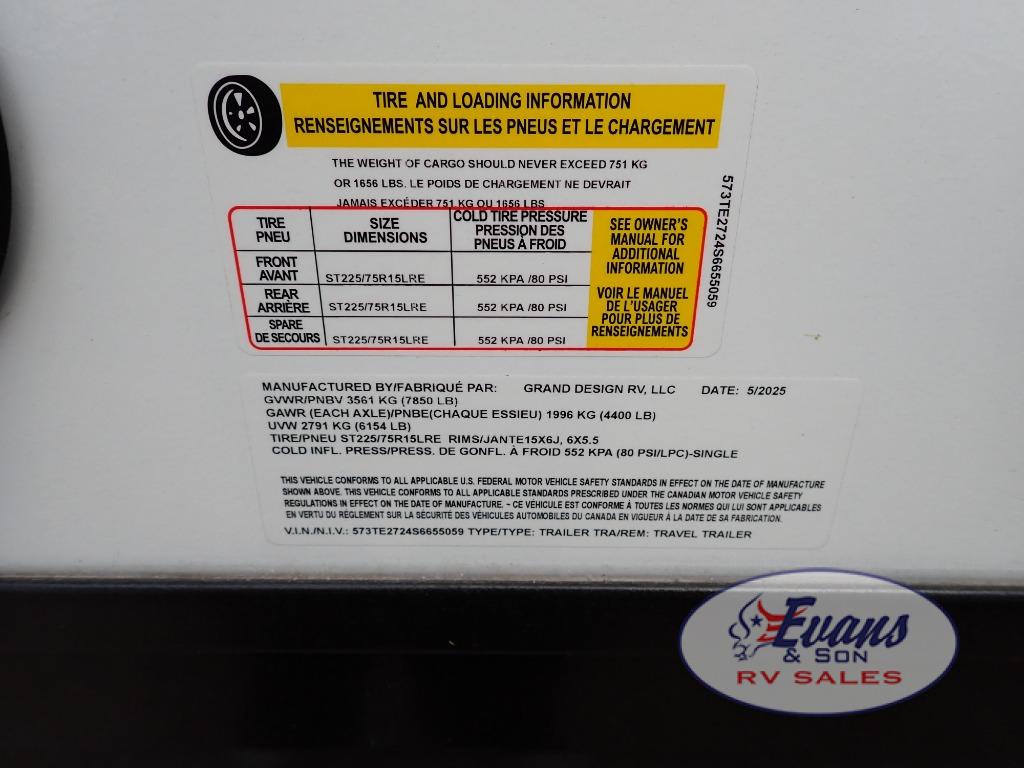 TIRE AND LOADING INFORMATION
RENSEIGNEMENTS SUR LES PNEUS ET LE CHARGEMENT
THE WEIGHT OF CARGO SHOULD NEVER EXCEED 751 KG
OR 1656 LBS. LE POIDS DE CHARGEMENT NE DEVRAIT
JAMAIS EXCÉDER 751 KG OU 1656 LBS
TIRE
PNEU
SIZE
DIMENSIONS
COLD TIRE PRESSURE
PRESSION DES
PNEUS À FROID
FRONT
AVANT
ST225/75R15LRE
552 KPA /80 PSI
REAR
ARRIÈRE
ST225/75R15LRE
552 KPA /80 PSI
SPARE
DE SECOURS
ST225/75R15LRE
552 KPA /80 PSI
SEE OWNER'S
MANUAL FOR
ADDITIONAL
INFORMATION
VOIR LE MANUEL
DE L'USAGER
POUR PLUS DE
RENSEIGNEMENTS
573TE2724S6655059
MANUFACTURED BY/FABRIQUÉ PAR: GRAND DESIGN RV, LLC DATE: 5/2025
GVWR/PNBV 3561 KG (7850 LB)
GAWR (EACH AXLE)/PNBE(CHAQUE ESSIEU) 1996 KG (4400 LB)
UVW 2791 KG (6154 LB)
TIRE/PNEU ST225/75R15LRE RIMS/JANTE15X6J, 6X5.5
COLD INFL. PRESS/PRESS. DE GONFL. À FROID 552 KPA (80 PSI/LPC)-SINGLE
THIS VEHICLE CONFORMS TO ALL APPLICABLE U.S. FEDERAL MOTOR VEHICLE SAFETY STANDARDS IN EFFECT ON THE DATE OF MANUFACTURE
SHOWN ABOVE. THIS VEHICLE CONFORMS TO ALL APPLICABLE STANDARDS PRESCRIBED UNDER THE CANADIAN MOTOR VEHICLE SAFETY
REGULATIONS IN EFFECT ON THE DATE OF MANUFACTURE. - CE VÉHICULE EST CONFORME À TOUTES LES NORMES QUI LUI SONT APPLICABLES
EN VERTU DU RÈGLEMENT SUR LA SÉCURITÉ DES VÉHICULES AUTOMOBILES DU CANADA EN VIGUEUR À LA DATE DE SA FABRICATION.
V.I.N./N.I.V.: 573TE2724S6655059 TYPE/TYPE: TRAILER TRA/REM: TRAVEL TRAILER
Evans
& SON
RV SALES